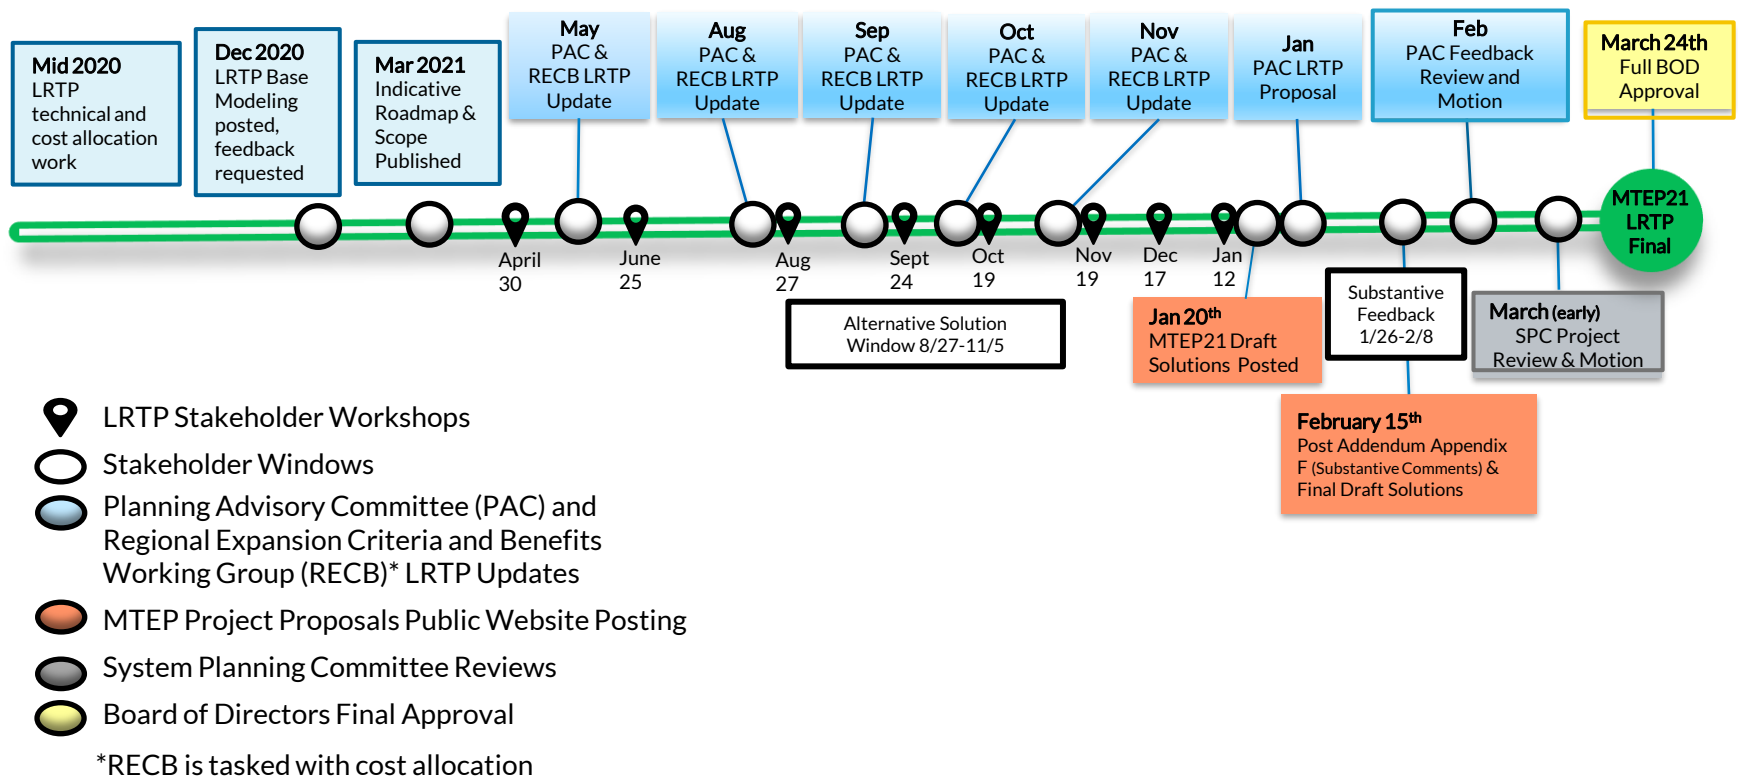 Mid 2020
LRTP
technical and
cost allocation
work
Dec 2020
LRTP Base
Modeling
posted,
feedback
requested
Mar 2021
Indicative
Roadmap &
Scope
Published
May
PAC &
RECB LRTP
Update
Aug
PAC &
RECB LRTP
Update
Sep
PAC &
RECB LRTP
Update
Oct
PAC &
RECB LRTP
Update
Nov
PAC &
RECB LRTP
Update
Jan
PAC LRTP
Proposal
Feb
PAC Feedback
Review and
Motion
March 24th
Full BOD
Approval
MTEP21
LRTP
Final
April
30
June
25
Aug
27
Sept
24
Oct
19
Nov
19
Dec
17
Jan
12
Alternative Solution
Window 8/27-11/5
Jan 20th
MTEP21 Draft
Solutions Posted
Substantive
Feedback
1/26-2/8
March (early)
SPC Project
Review & Motion
February 15th
Post Addendum Appendix
F (Substantive Comments) &
Final Draft Solutions
LRTP Stakeholder Workshops
Stakeholder Windows
Planning Advisory Committee (PAC) and
Regional Expansion Criteria and Benefits
Working Group (RECB)* LRTP Updates
MTEP Project Proposals Public Website Posting
System Planning Committee Reviews
Board of Directors Final Approval
*RECB is tasked with cost allocation